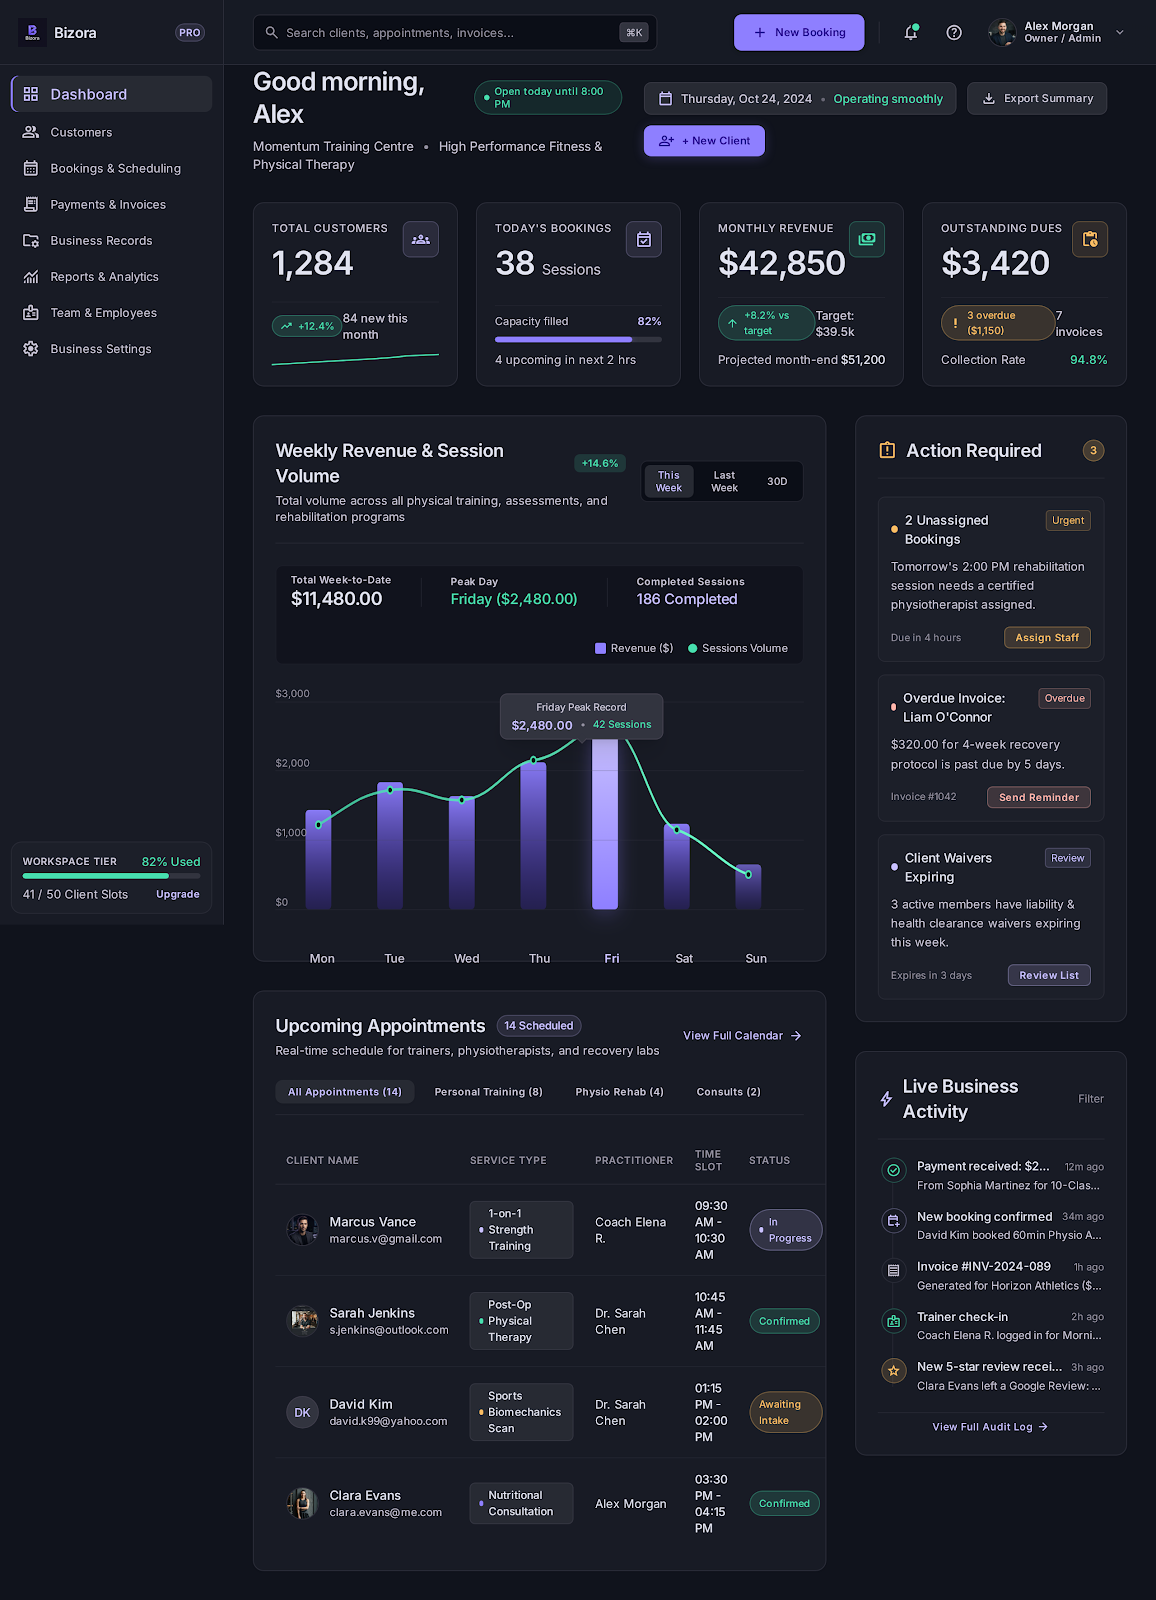 Bizora
Bizora
PRO
Search clients, appointments, invoices...
⌘K
+ New Booking
Alex Morgan
Owner / Admin
Dashboard
Customers
Bookings & Scheduling
Payments & Invoices
Business Records
Reports & Analytics
Team & Employees
Business Settings
WORKSPACE TIER 82% Used
41 / 50 Client Slots Upgrade
Good morning,
Alex
Open today until 8:00
PM
Momentum Training Centre • High Performance Fitness &
Physical Therapy
Thursday, Oct 24, 2024 • Operating smoothly
Export Summary
+ New Client
TOTAL CUSTOMERS
1,284
+12.4%
84 new this
month
TODAY'S BOOKINGS
38 Sessions
Capacity filled 82%
4 upcoming in next 2 hrs
MONTHLY REVENUE
$42,850
+8.2% vs
target
Target:
$39.5k
Projected month-end $51,200
OUTSTANDING DUES
$3,420
3 overdue
($1,150)
7
invoices
Collection Rate 94.8%
Weekly Revenue & Session
Volume
+14.6%
Total volume across all physical training, assessments, and
rehabilitation programs
This
Week
Last
Week
30D
Total Week-to-Date
$11,480.00
Peak Day
Friday ($2,480.00)
Completed Sessions
186 Completed
Revenue ($) Sessions Volume
$3,000
$2,000
$1,000
$0
Friday Peak Record
$2,480.00 • 42 Sessions
Mon Tue Wed Thu Fri Sat Sun
Action Required 3
2 Unassigned
Bookings
Urgent
Tomorrow's 2:00 PM rehabilitation
session needs a certified
physiotherapist assigned.
Due in 4 hours Assign Staff
Overdue Invoice:
Liam O'Connor
Overdue
$320.00 for 4-week recovery
protocol is past due by 5 days.
Invoice #1042 Send Reminder
Client Waivers
Expiring
Review
3 active members have liability &
health clearance waivers expiring
this week.
Expires in 3 days Review List
Upcoming Appointments 14 Scheduled
Real-time schedule for trainers, physiotherapists, and recovery labs
View Full Calendar →
All Appointments (14) Personal Training (8) Physio Rehab (4) Consults (2)
CLIENT NAME SERVICE TYPE PRACTITIONER TIME
SLOT STATUS
Marcus Vance
marcus.v@gmail.com
1-on-1
Strength
Training
Coach Elena
R.
09:30
AM -
10:30
AM
In
Progress
Sarah Jenkins
s.jenkins@outlook.com
Post-Op
Physical
Therapy
Dr. Sarah
Chen
10:45
AM -
11:45
AM
Confirmed
DK
David Kim
david.k99@yahoo.com
Sports
Biomechanics
Scan
Dr. Sarah
Chen
01:15
PM -
02:00
PM
Awaiting
Intake
Clara Evans
clara.evans@me.com
Nutritional
Consultation
Alex Morgan
03:30
PM -
04:15
PM
Confirmed
Live Business
Activity
Filter
Payment received: $2... 12m ago
From Sophia Martinez for 10-Clas...
New booking confirmed 34m ago
David Kim booked 60min Physio A...
Invoice #INV-2024-089 1h ago
Generated for Horizon Athletics ($...
Trainer check-in 2h ago
Coach Elena R. logged in for Morni...
New 5-star review recei... 3h ago
Clara Evans left a Google Review: ...
View Full Audit Log →